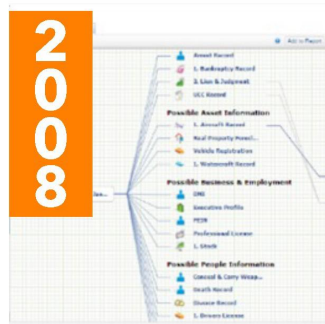 2008
Add to Report
Asset Record
1. Bankruptcy Record
2. Lien & Judgment
UCC Record
Possible Asset Information
1. Aircraft Record
Real Property Forecl...
Vehicle Registration
1. Watercraft Record
Possible Business & Employment
Executive Profile
FEIN
Professional License
1. Stock
Possible People Information
Conceal & Carry Weap...
Death Record
Divorce Record
1. Drivers License